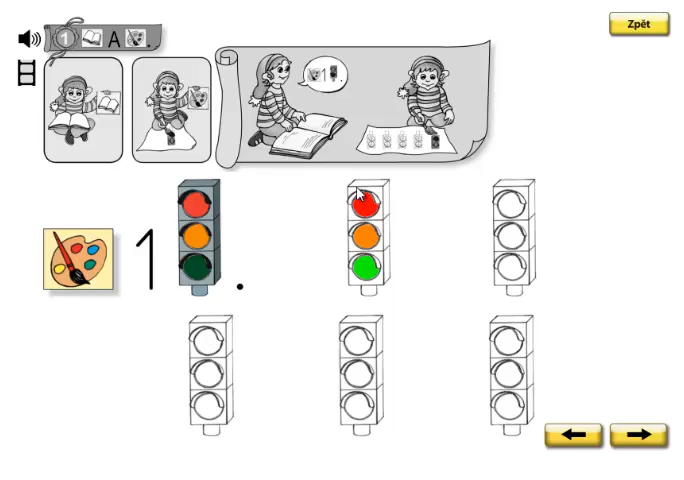 1 A .
Zpět
1 .
1 .